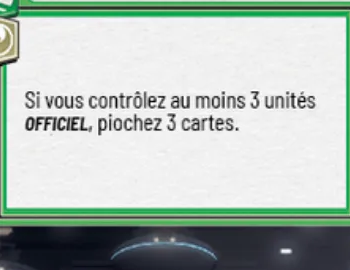 Si vous contrôlez au moins 3 unités
OFFICIEL, piochez 3 cartes.